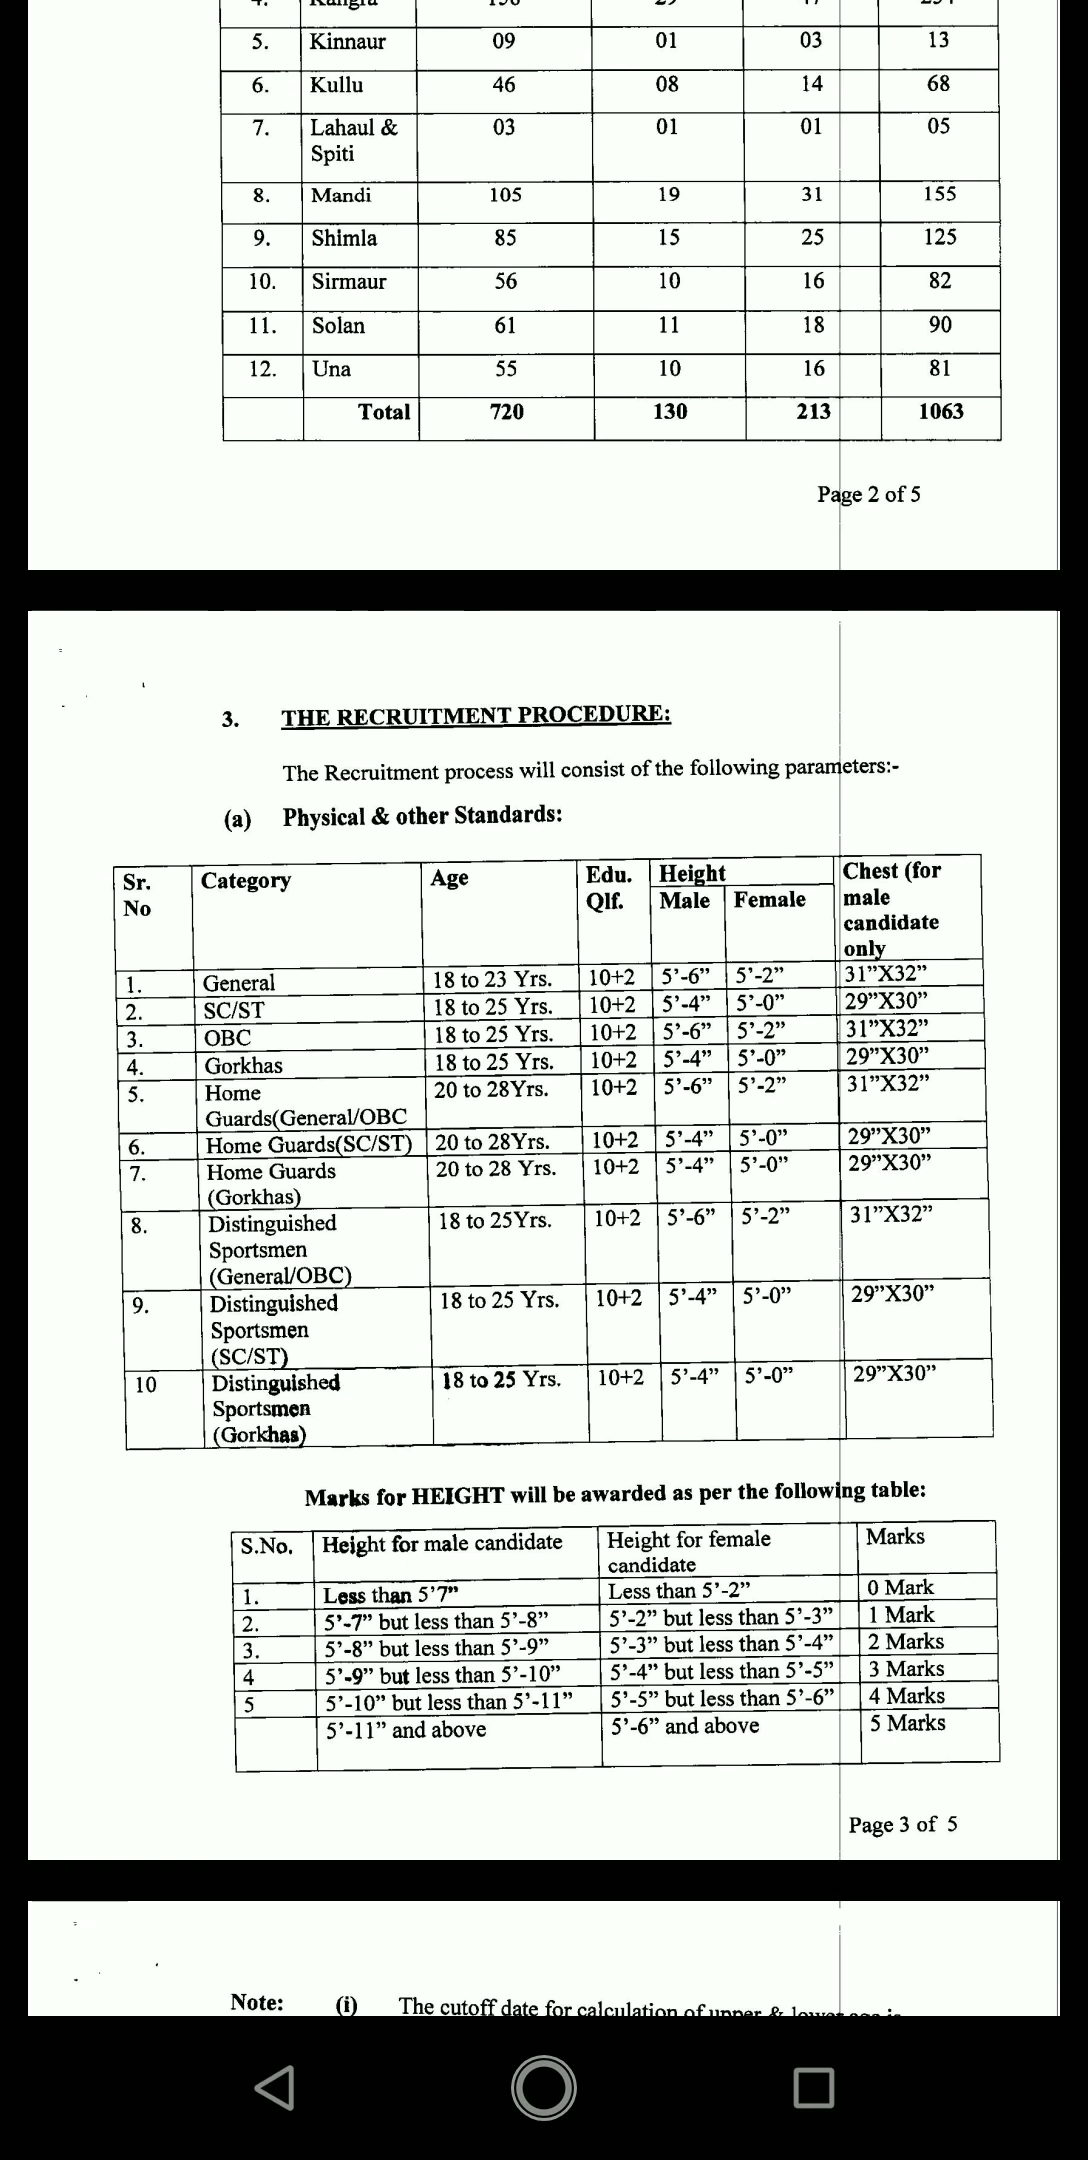 4. Kangra
5. Kinnaur 09 01 03 13
6. Kullu 46 08 14 68
7. Lahaul & 03 01 01 05
Spiti
8. Mandi 105 19 31 155
9. Shimla 85 15 25 125
10. Sirmaur 56 10 16 82
11. Solan 61 11 18 90
12. Una 55 10 16 81
Total 720 130 213 1063
Page 2 of 5
3. THE RECRUITMENT PROCEDURE:
The Recruitment process will consist of the following parameters:-
(a) Physical & other Standards:
Sr. Category Age Edu. Height Chest (for
No Qlf. Male Female male
candidate
only
1. General 18 to 23 Yrs. 10+2 5’-6” 5’-2” 31”X32”
2. SC/ST 18 to 25 Yrs. 10+2 5’-4” 5’-0” 29”X30”
3. OBC 18 to 25 Yrs. 10+2 5’-6” 5’-2” 31”X32”
4. Gorkhas 18 to 25 Yrs. 10+2 5’-4” 5’-0” 29”X30”
5. Home 20 to 28Yrs. 10+2 5’-6” 5’-2” 31”X32”
Guards(General/OBC
6. Home Guards(SC/ST) 20 to 28Yrs. 10+2 5’-4” 5’-0” 29”X30”
7. Home Guards 20 to 28 Yrs. 10+2 5’-4” 5’-0” 29”X30”
(Gorkhas)
8. Distinguished 18 to 25Yrs. 10+2 5’-6” 5’-2” 31”X32”
Sportsmen
(General/OBC)
9. Distinguished 18 to 25 Yrs. 10+2 5’-4” 5’-0” 29”X30”
Sportsmen
(SC/ST)
10 Distinguished 18 to 25 Yrs. 10+2 5’-4” 5’-0” 29”X30”
Sportsmen
(Gorkhas)
Marks for HEIGHT will be awarded as per the following table:
S.No. Height for male candidate Height for female Marks
candidate
1. Less than 5’7” Less than 5’-2” 0 Mark
2. 5’-7” but less than 5’-8” 5’-2” but less than 5’-3” 1 Mark
3. 5’-8” but less than 5’-9” 5’-3” but less than 5’-4” 2 Marks
4 5’-9” but less than 5’-10” 5’-4” but less than 5’-5” 3 Marks
5 5’-10” but less than 5’-11” 5’-5” but less than 5’-6” 4 Marks
5’-11” and above 5’-6” and above 5 Marks
Page 3 of 5
Note: (i) The cutoff date for calculation of upper & lower age is